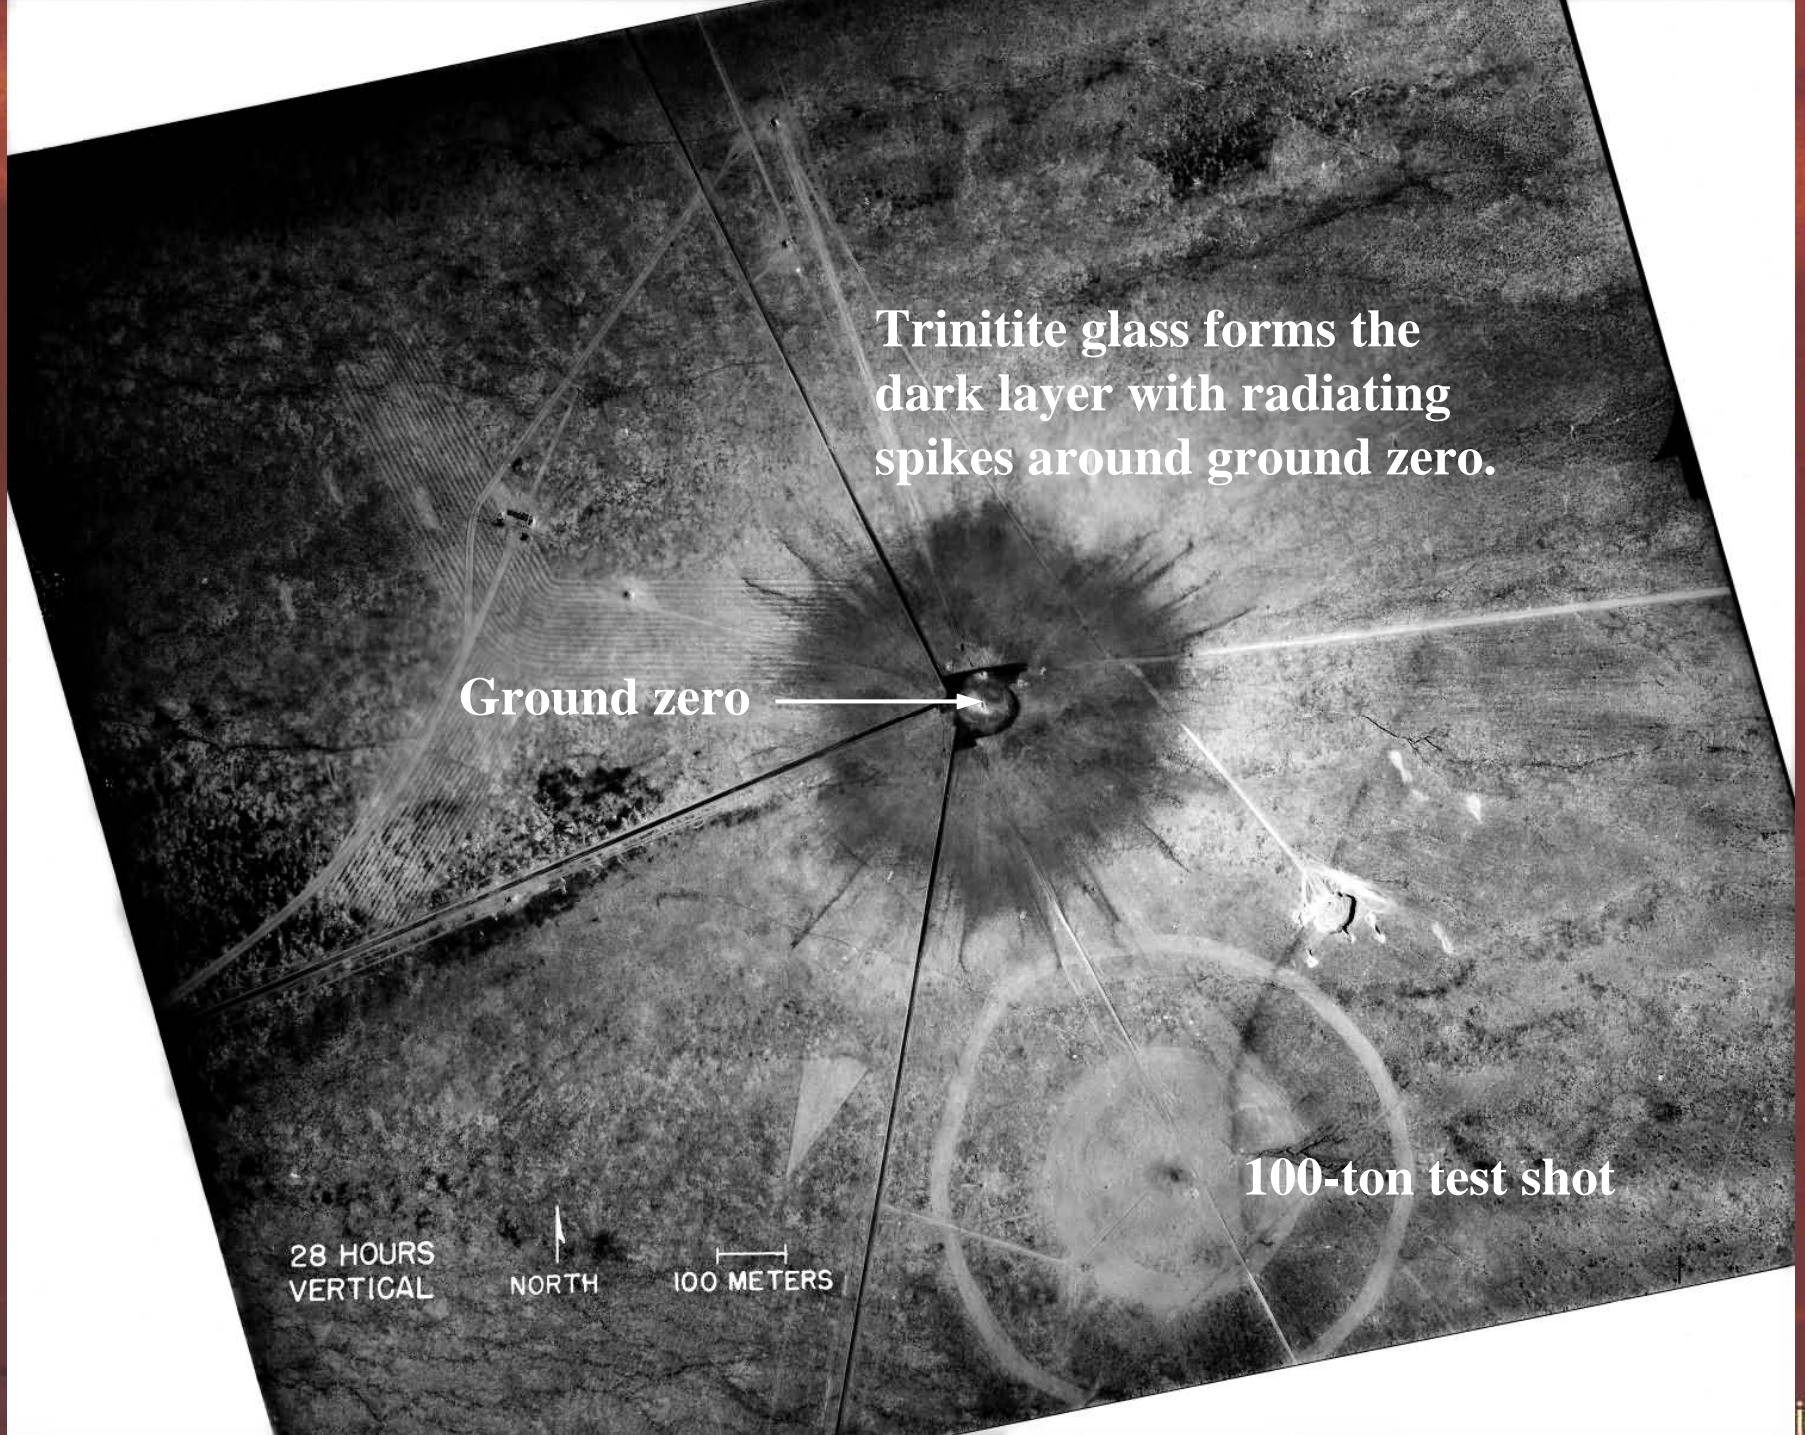 Trinitite glass forms the
dark layer with radiating
spikes around ground zero.
Ground zero
100-ton test shot
28 HOURS
VERTICAL
NORTH
100 METERS